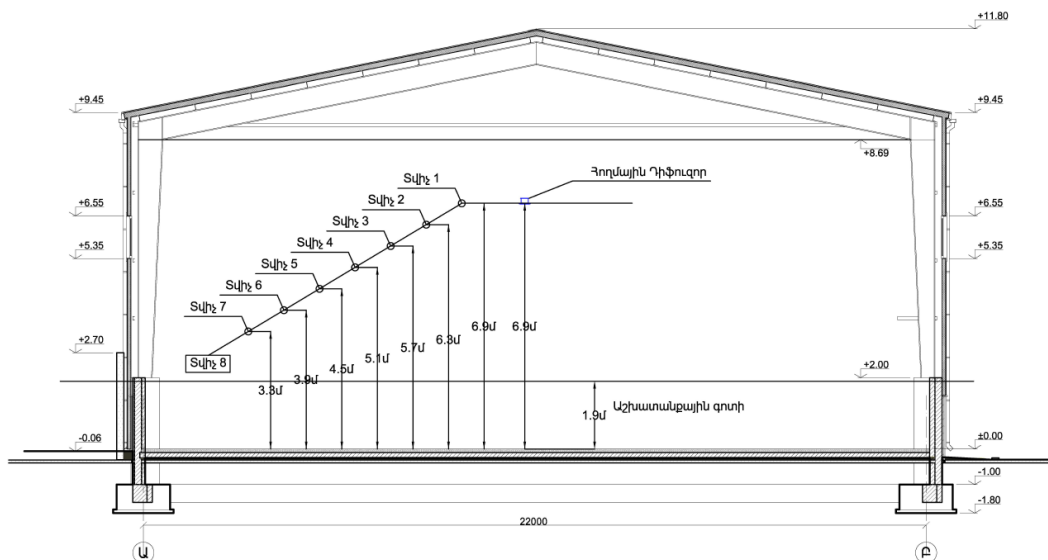 +11.80
+9.45
+9.45
+8.69
Հողմային Դիֆուզոր
Տվիչ 1
+6.55
Տվիչ 2
+6.55
Տվիչ 3
Տվիչ 4
+5.35
Տվիչ 5
+5.35
Տվիչ 6
Տվիչ 7
6.9մ
6.9մ
6.3մ
5.7մ
+2.70
5.1մ
Տվիչ 8
4.5մ
+2.00
3.9մ
3.3մ
1.9մ
Աշխատանքային գոտի
-0.06
±0.00
-1.00
-1.80
22000
Ա
Բ